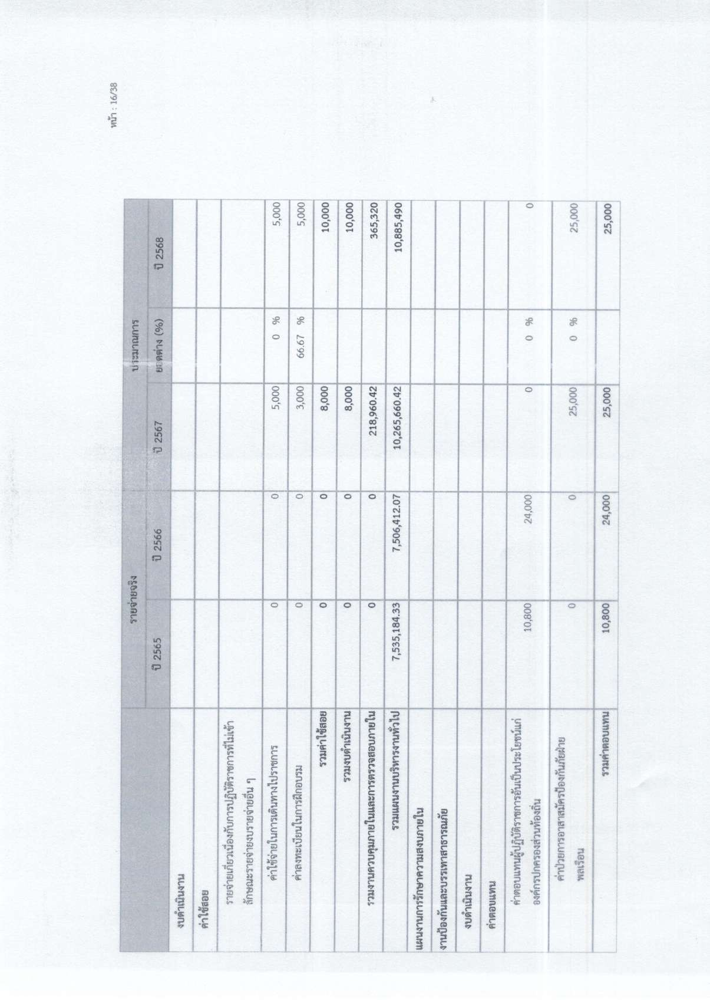 หน้า : 16/38
รายจ่ายจริง ประมาณการ
ปี 2565 ปี 2566 ปี 2567 ยอดต่าง (%) ปี 2568
งบดำเนินงาน
ค่าใช้สอย
รายจ่ายเกี่ยวเนื่องกับการปฏิบัติราชการที่ไม่เข้า
ลักษณะรายจ่ายงบรายจ่ายอื่น ๆ
ค่าใช้จ่ายในการเดินทางไปราชการ 0 0 5,000 0 % 5,000
ค่าลงทะเบียนในการฝึกอบรม 0 0 3,000 66.67 % 5,000
รวมค่าใช้สอย 0 0 8,000 10,000
รวมงบดำเนินงาน 0 0 8,000 10,000
รวมงานควบคุมภายในและการตรวจสอบภายใน 0 0 218,960.42 365,320
รวมแผนงานบริหารงานทั่วไป 7,535,184.33 7,506,412.07 10,265,660.42 10,885,490
แผนงานการรักษาความสงบภายใน
งานป้องกันและบรรเทาสาธารณภัย
งบดำเนินงาน
ค่าตอบแทน
ค่าตอบแทนผู้ปฏิบัติราชการอันเป็นประโยชน์แก่ 10,800 24,000 0 0 % 0
องค์กรปกครองส่วนท้องถิ่น
ค่าป่วยการอาสาสมัครป้องกันภัยฝ่าย 0 0 25,000 0 % 25,000
พลเรือน
รวมค่าตอบแทน 10,800 24,000 25,000 25,000